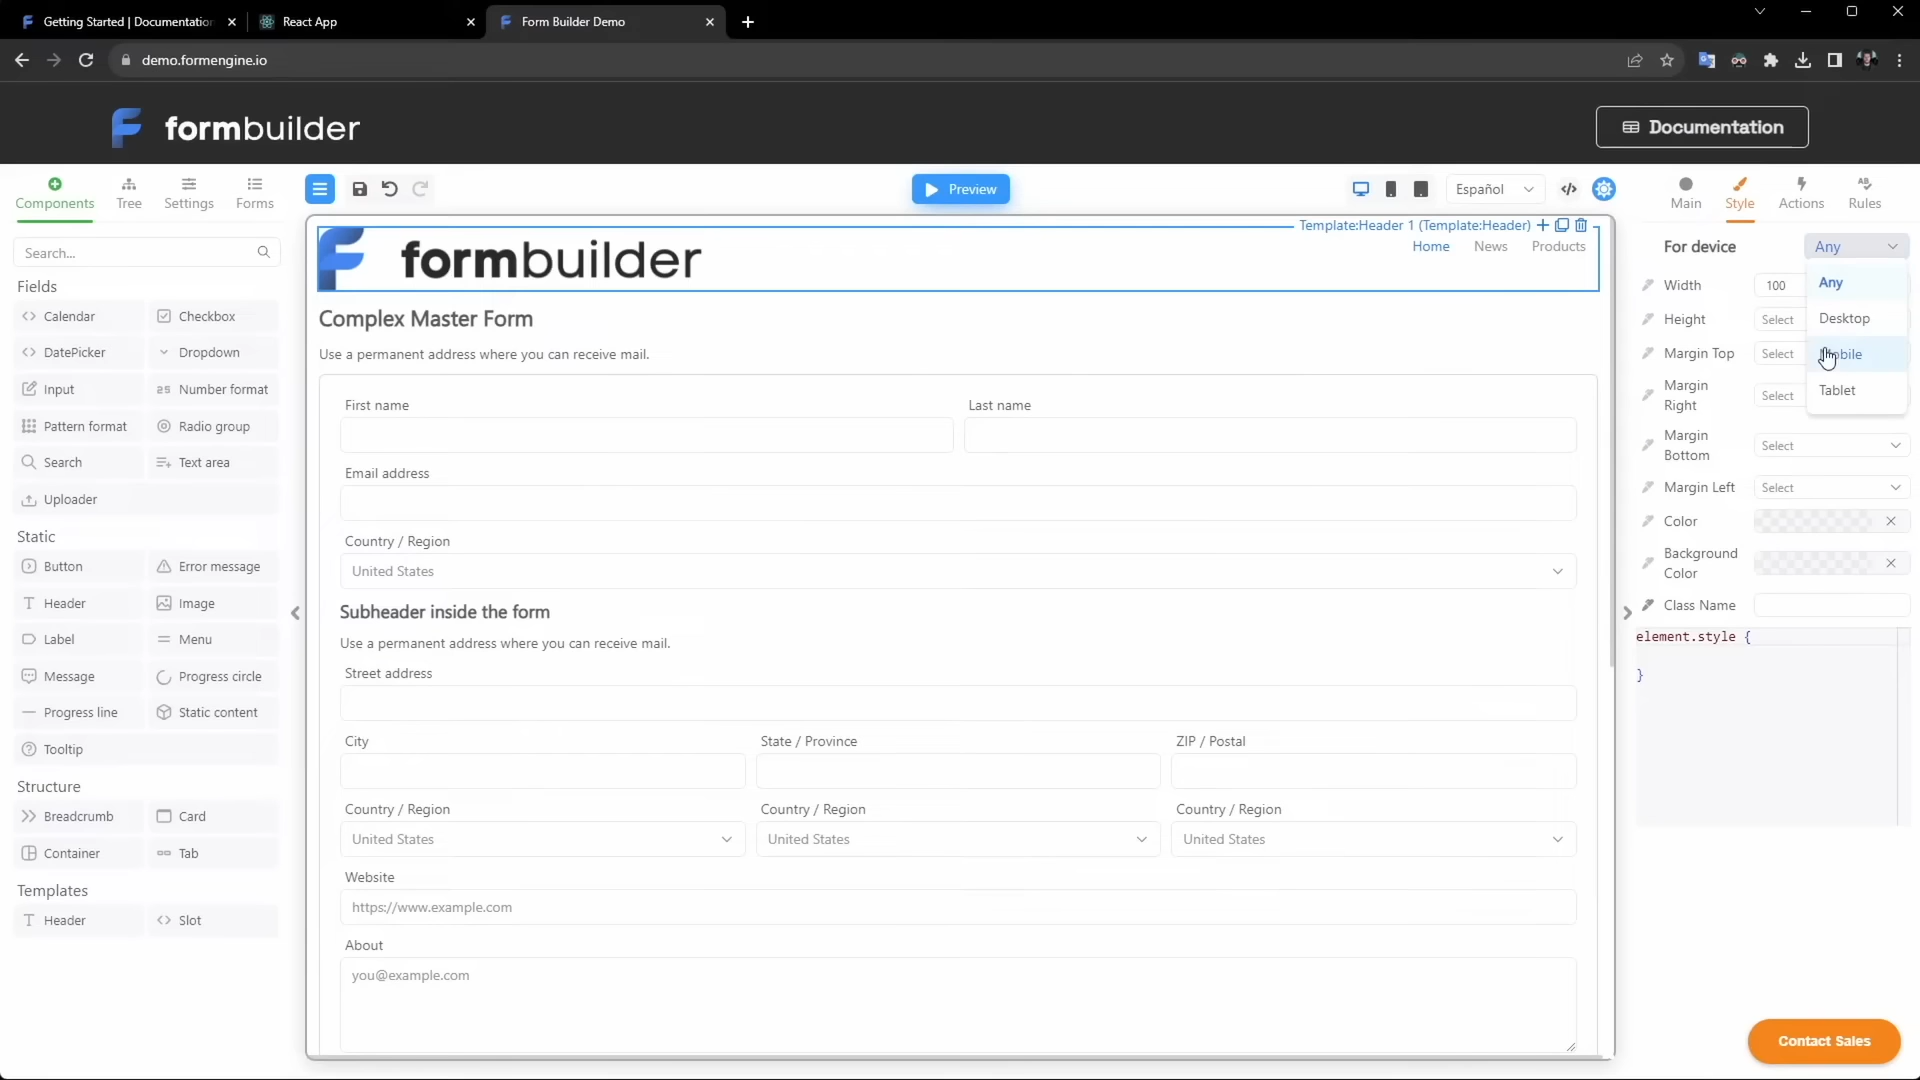 Getting Started | Documentation
React App
Form Builder Demo
demo.formengine.io
formbuilder
Documentation
Components
Tree
Settings
Forms
Preview
Español
Main
Style
Actions
Rules
Search...
Fields
Calendar
Checkbox
DatePicker
Dropdown
Input
Number format
Pattern format
Radio group
Search
Text area
Uploader
Static
Button
Error message
Header
Image
Label
Menu
Message
Progress circle
Progress line
Static content
Tooltip
Structure
Breadcrumb
Card
Container
Tab
Templates
Header
Slot
Template:Header 1 (Template:Header)
formbuilder
Home
News
Products
Complex Master Form
Use a permanent address where you can receive mail.
First name
Last name
Email address
Country / Region
United States
Subheader inside the form
Use a permanent address where you can receive mail.
Street address
City
State / Province
ZIP / Postal
Country / Region
Country / Region
Country / Region
United States
United States
United States
Website
https://www.example.com
About
you@example.com
For device
Any
Any
Desktop
Mobile
Tablet
Width
100
Height
Select
Margin Top
Select
Margin
Right
Select
Margin
Bottom
Select
Margin Left
Select
Color
Background
Color
Class Name
element.style {
}
Contact Sales